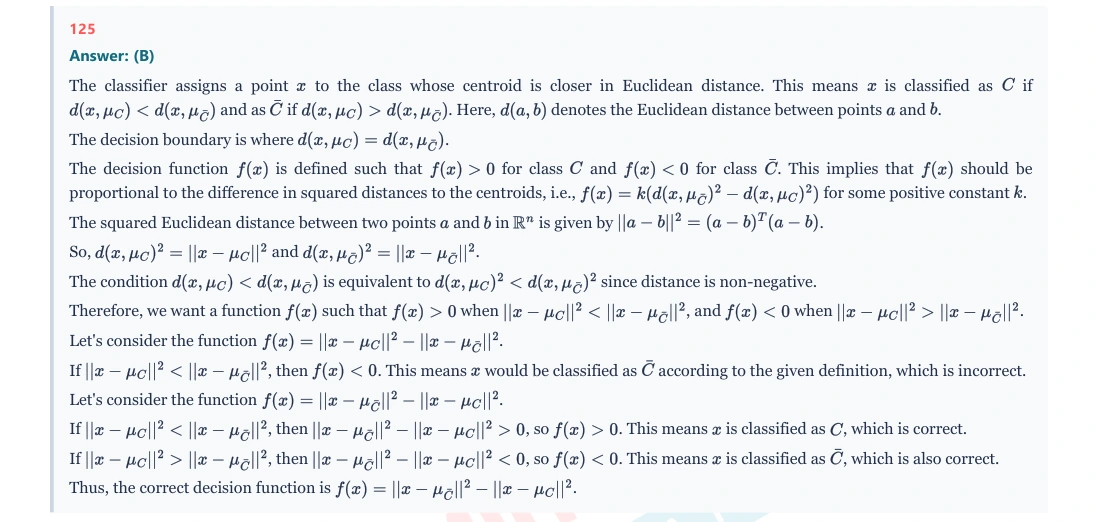 125
Answer: (B)
The classifier assigns a point x to the class whose centroid is closer in Euclidean distance. This means x is classified as C if
d(x, μ_C) < d(x, μ_C̄) and as C̄ if d(x, μ_C) > d(x, μ_C̄). Here, d(a, b) denotes the Euclidean distance between points a and b.
The decision boundary is where d(x, μ_C) = d(x, μ_C̄).
The decision function f(x) is defined such that f(x) > 0 for class C and f(x) < 0 for class C̄. This implies that f(x) should be
proportional to the difference in squared distances to the centroids, i.e., f(x) = k(d(x, μ_C̄)² − d(x, μ_C)²) for some positive constant k.
The squared Euclidean distance between two points a and b in ℝⁿ is given by ||a − b||² = (a − b)ᵀ(a − b).
So, d(x, μ_C)² = ||x − μ_C||² and d(x, μ_C̄)² = ||x − μ_C̄||².
The condition d(x, μ_C) < d(x, μ_C̄) is equivalent to d(x, μ_C)² < d(x, μ_C̄)² since distance is non-negative.
Therefore, we want a function f(x) such that f(x) > 0 when ||x − μ_C||² < ||x − μ_C̄||², and f(x) < 0 when ||x − μ_C||² > ||x − μ_C̄||².
Let's consider the function f(x) = ||x − μ_C||² − ||x − μ_C̄||².
If ||x − μ_C||² < ||x − μ_C̄||², then f(x) < 0. This means x would be classified as C̄ according to the given definition, which is incorrect.
Let's consider the function f(x) = ||x − μ_C̄||² − ||x − μ_C||².
If ||x − μ_C||² < ||x − μ_C̄||², then ||x − μ_C̄||² − ||x − μ_C||² > 0, so f(x) > 0. This means x is classified as C, which is correct.
If ||x − μ_C||² > ||x − μ_C̄||², then ||x − μ_C̄||² − ||x − μ_C||² < 0, so f(x) < 0. This means x is classified as C̄, which is also correct.
Thus, the correct decision function is f(x) = ||x − μ_C̄||² − ||x − μ_C||².